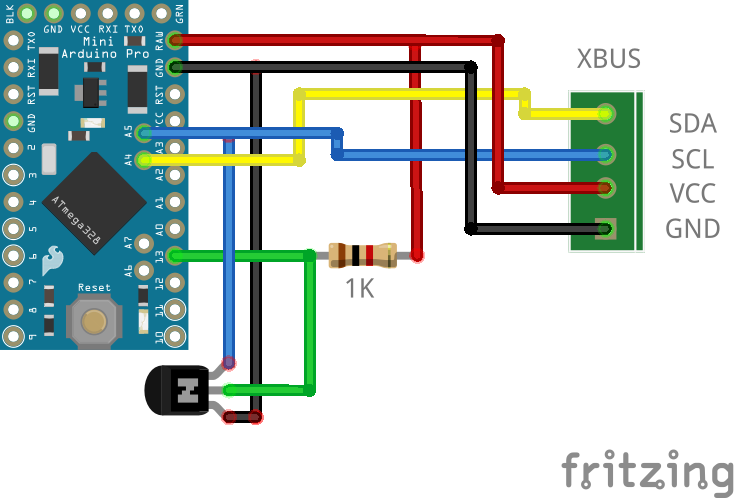 BLK
GND VCC RXI TXO
GRN
TXO
RXI
RST
GND
2
3
4
5
6
7
8
9
Mini
Arduino Pro
RAW
GND
RST
VCC
A3
A2
A1
A0
13
12
11
10
A5
A4
A7
A6
ATmega328
Reset
N
1K
XBUS
SDA
SCL
VCC
GND
fritzing